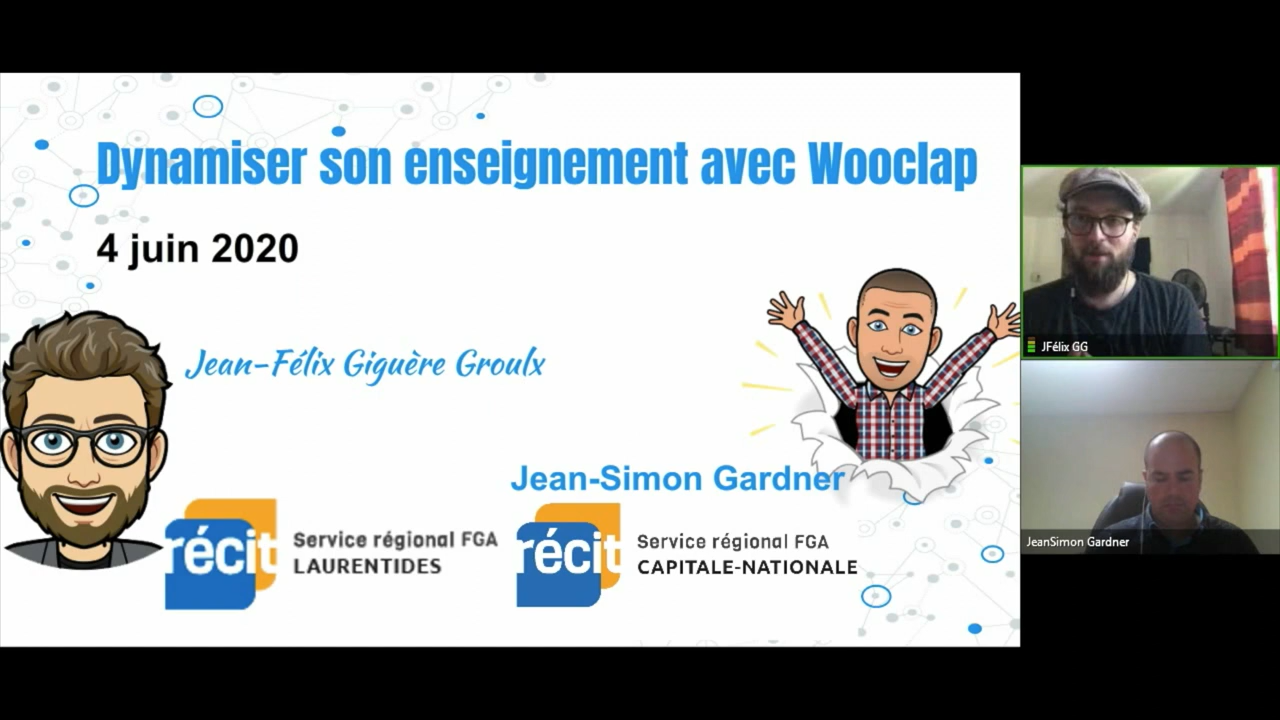 Dynamiser son enseignement avec Wooclap
4 juin 2020
Jean-Félix Giguère Groulx
Jean-Simon Gardner
récit
Service régional FGA
LAURENTIDES
récit
Service régional FGA
CAPITALE-NATIONALE
JFélix GG
JeanSimon Gardner